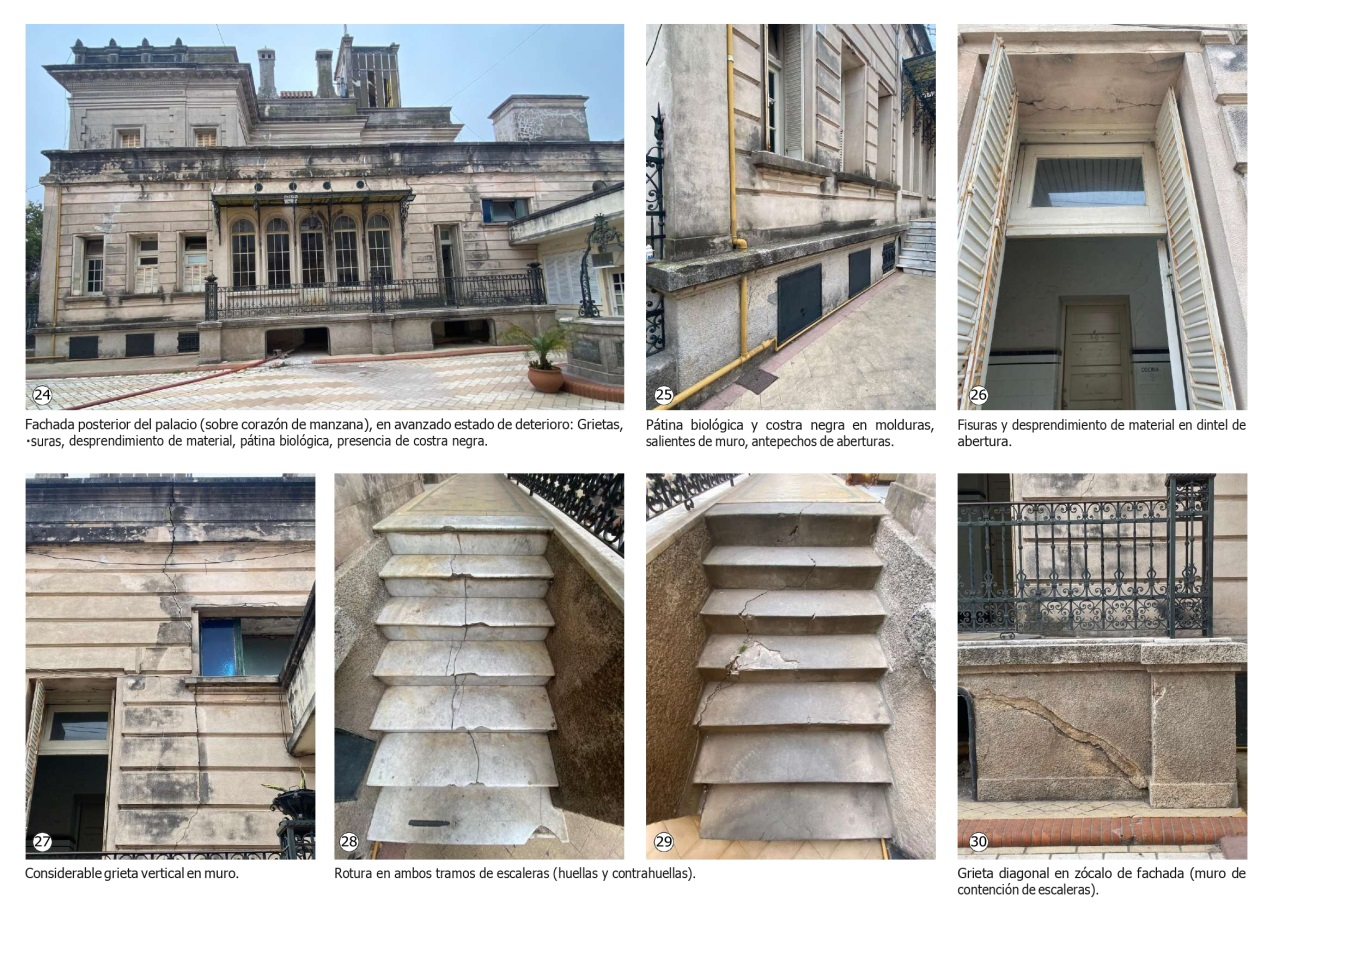 24
Fachada posterior del palacio (sobre corazón de manzana), en avanzado estado de deterioro: Grietas,
·suras, desprendimiento de material, pátina biológica, presencia de costra negra.
25
Pátina biológica y costra negra en molduras,
salientes de muro, antepechos de aberturas.
26
Fisuras y desprendimiento de material en dintel de
abertura.
27
Considerable grieta vertical en muro.
28
29
Rotura en ambos tramos de escaleras (huellas y contrahuellas).
30
Grieta diagonal en zócalo de fachada (muro de
contención de escaleras).